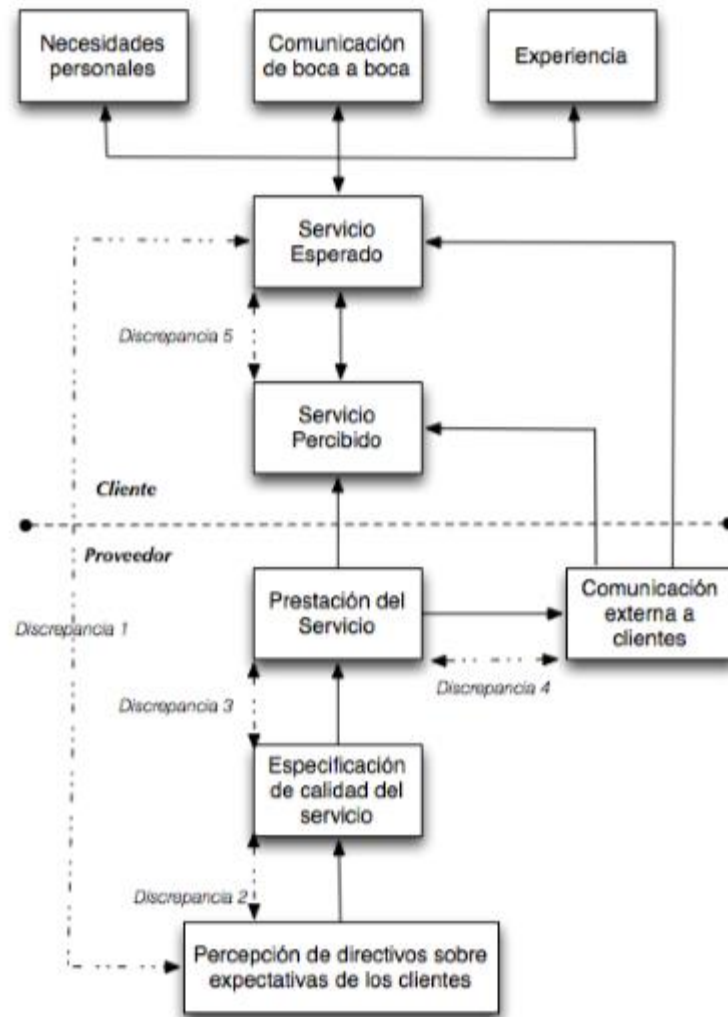 Necesidades
personales
Comunicación
de boca a boca
Experiencia
Servicio
Esperado
Discrepancia 5
Servicio
Percibido
Cliente
Proveedor
Prestación del
Servicio
Comunicación
externa a
clientes
Discrepancia 1
Discrepancia 4
Discrepancia 3
Especificación
de calidad del
servicio
Discrepancia 2
Percepción de directivos sobre
expectativas de los clientes